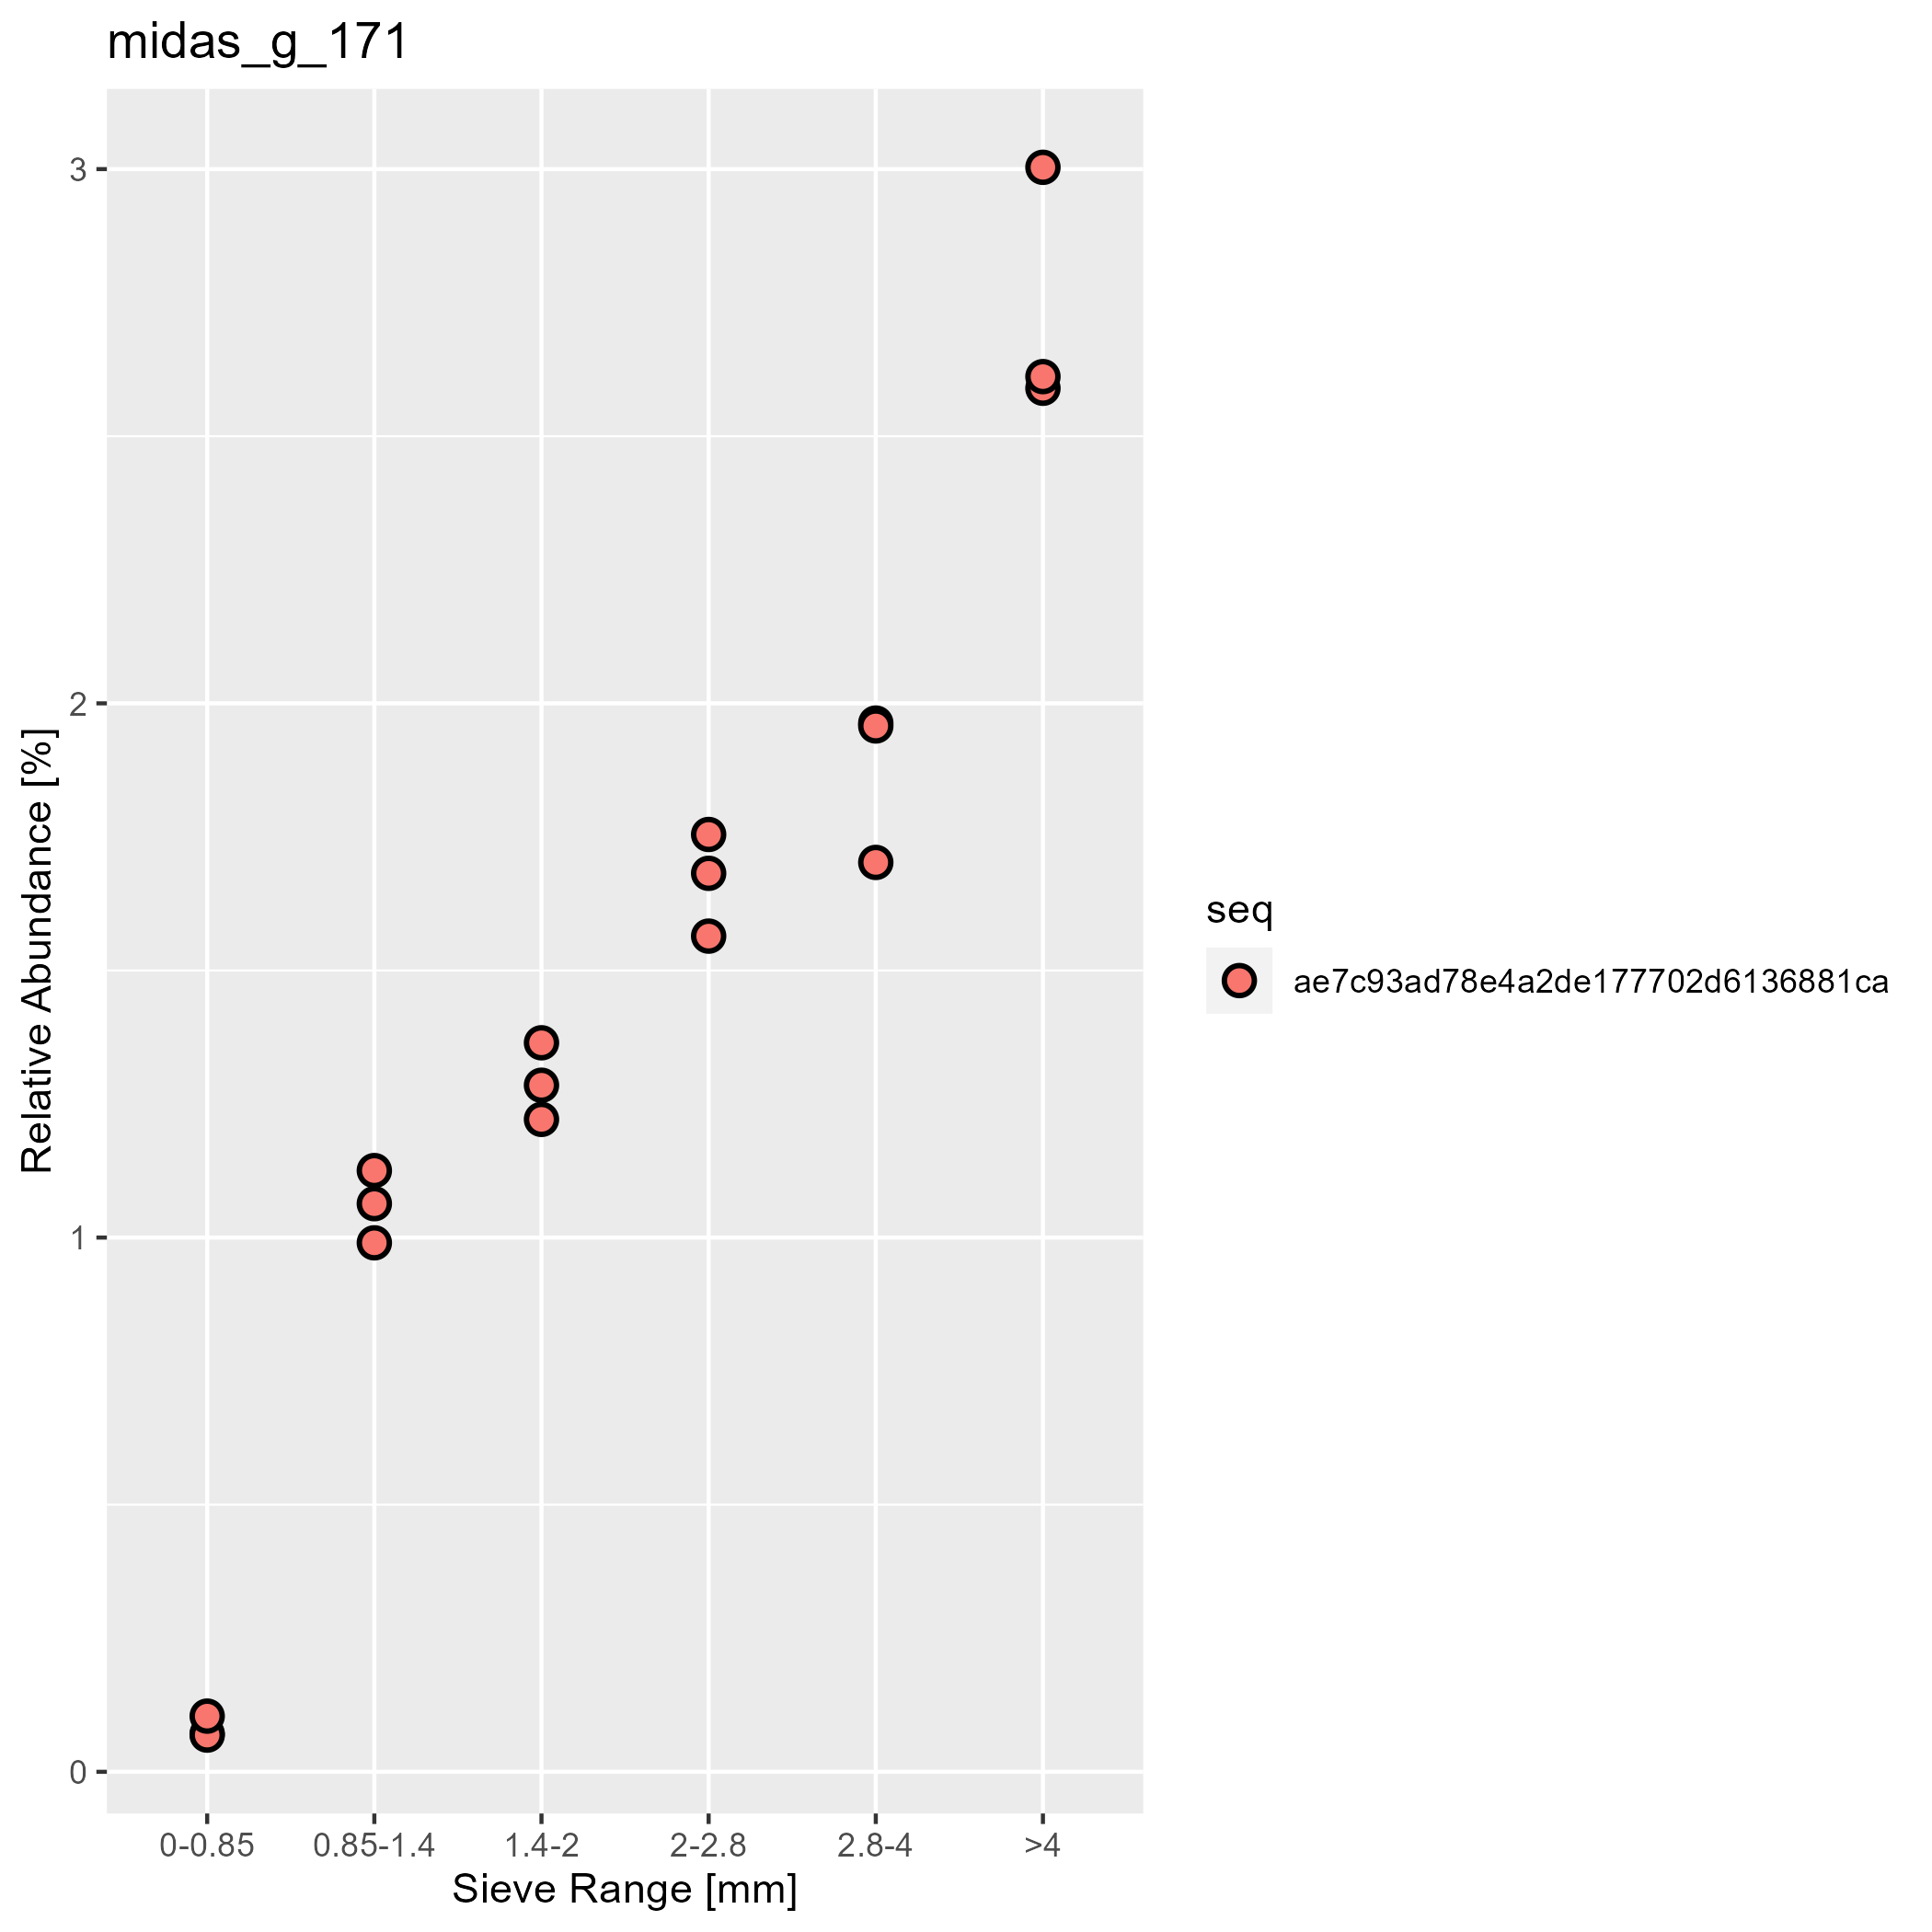 midas_g_171
3
2
1
0
Relative Abundance [%]
0-0.85 0.85-1.4 1.4-2 2-2.8 2.8-4 >4
Sieve Range [mm]
seq
ae7c93ad78e4a2de177702d6136881ca